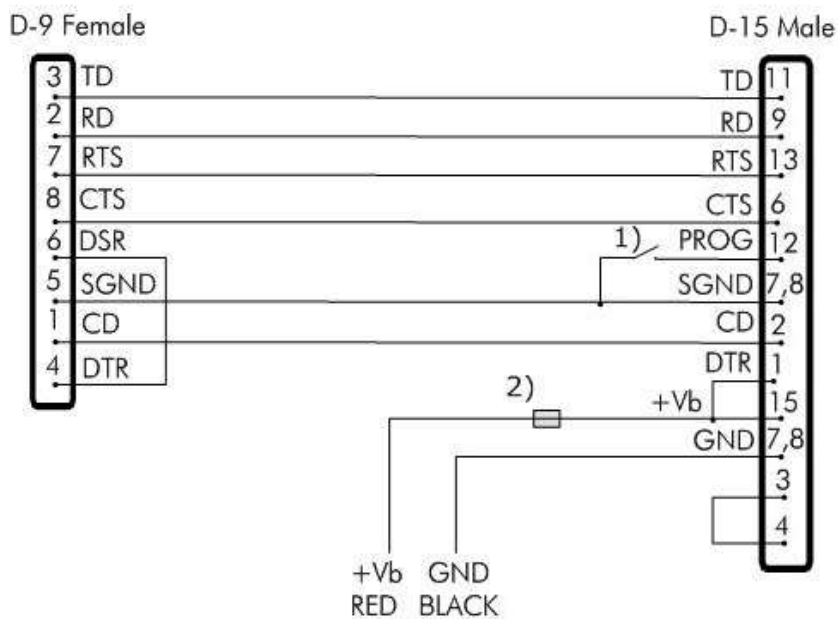 D-9 Female D-15 Male
3 TD TD 11
2 RD RD 9
7 RTS RTS 13
8 CTS CTS 6
6 DSR 1) PROG 12
5 SGND SGND 7,8
1 CD CD 2
4 DTR DTR 1
2) +Vb 15
GND 7,8
3
4
+Vb GND
RED BLACK